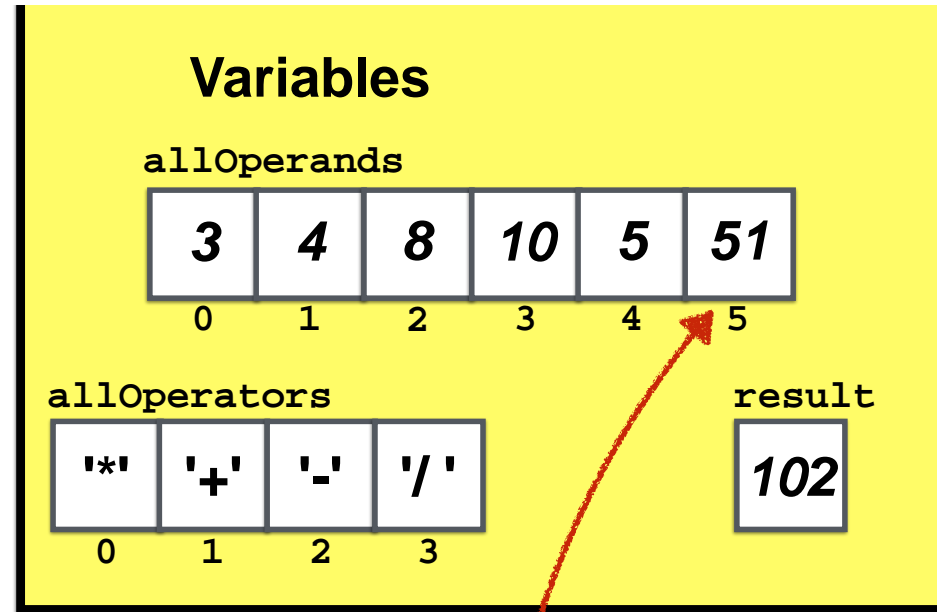 Variables
allOperands
3 4 8 10 5 51
0 1 2 3 4 5
allOperators result
'*' '+' '-' '/ ' 102
0 1 2 3